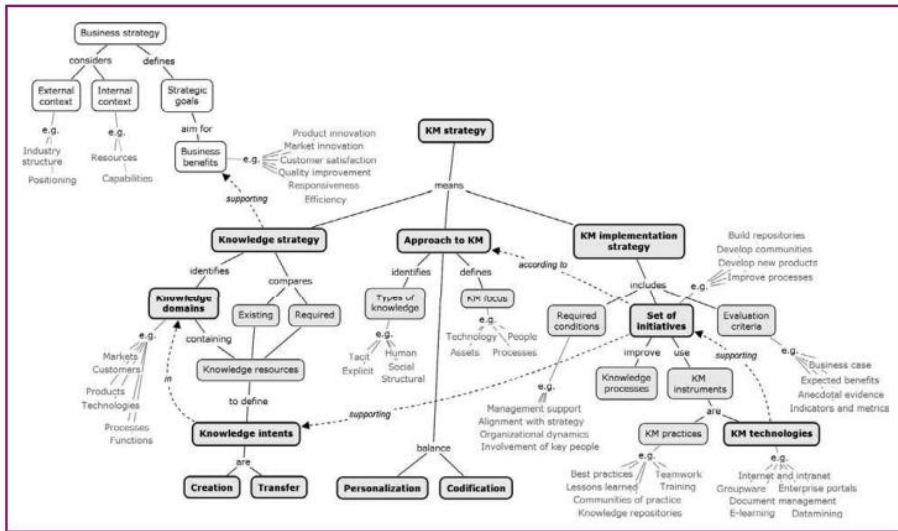 Business strategy
considers
defines
External
context
Internal
context
Strategic
goals
e.g.
e.g.
aim for
Industry
structure
Positioning
Resources
Capabilities
Business
benefits
e.g.
Product innovation
Market innovation
Customer satisfaction
Quality improvement
Responsiveness
Efficiency
supporting
KM strategy
means
Knowledge strategy
Approach to KM
KM implementation
strategy
identifies
compares
Knowledge
domains
Existing
Required
e.g.
containing
Markets
Customers
Products
Technologies
Processes
Functions
Knowledge resources
in
to define
Knowledge intents
are
Creation
Transfer
identifies
defines
according to
Types of
knowledge
KM focus
e.g.
e.g.
Tacit
Explicit
Human
Social
Structural
Technology
People
Assets
Processes
supporting
balance
Personalization
Codification
includes
e.g.
Build repositories
Develop communities
Develop new products
Improve processes
Required
conditions
Set of
initiatives
Evaluation
criteria
improve
use
supporting
e.g.
Business case
Expected benefits
Anecdotal evidence
Indicators and metrics
Knowledge
processes
KM
instruments
e.g.
Management support
Alignment with strategy
Organizational dynamics
Involvement of key people
are
KM practices
KM technologies
e.g.
Best practices
Teamwork
Lessons learned
Training
Communities of practice
Knowledge repositories
e.g.
Internet and intranet
Groupware
Enterprise portals
Document management
E-learning
Datamining